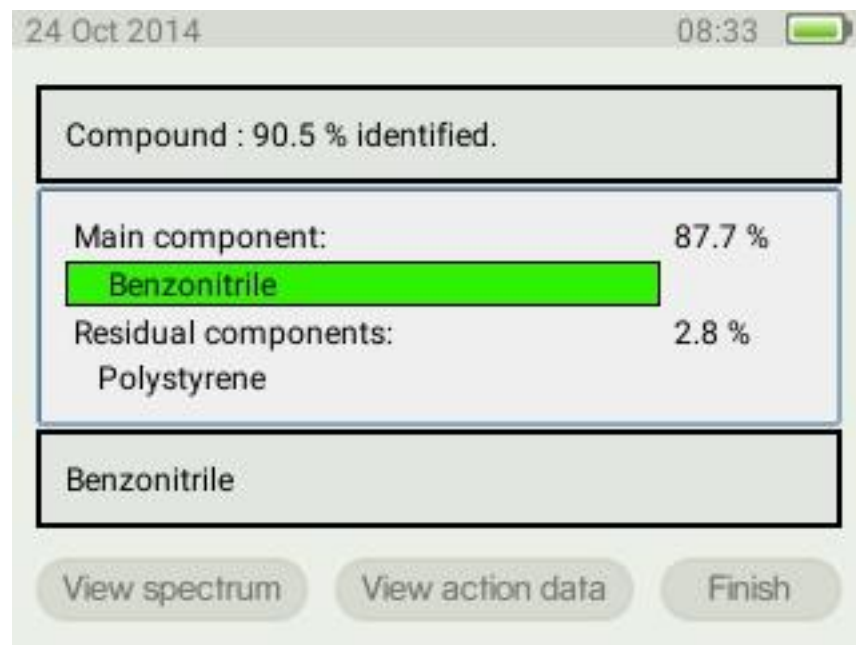 24 Oct 2014 08:33
Compound : 90.5 % identified.
Main component: 87.7 %
Benzonitrile
Residual components: 2.8 %
Polystyrene
Benzonitrile
View spectrum View action data Finish